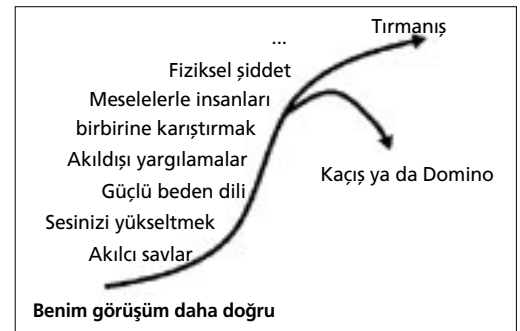 Tırmanış
...
Fiziksel şiddet
Meselelerle insanları
birbirine karıştırmak
Akıldışı yargılamalar
Kaçış ya da Domino
Güçlü beden dili
Sesinizi yükseltmek
Akılcı savlar
Benim görüşüm daha doğru